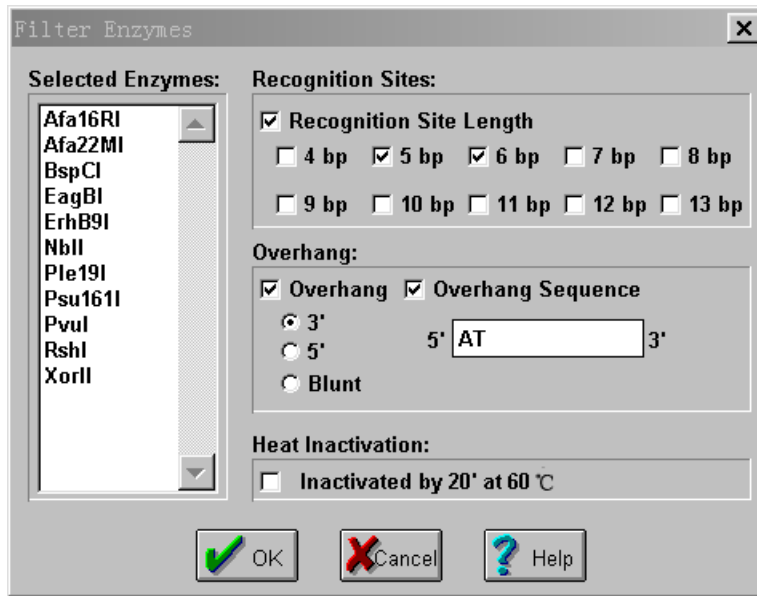 Filter Enzymes
Selected Enzymes:
Afa16RI
Afa22MI
BspCI
EagBI
ErhB9I
NblI
Ple19I
Psu161I
PvuI
RshI
XorII
Recognition Sites:
Recognition Site Length
4 bp 5 bp 6 bp 7 bp 8 bp
9 bp 10 bp 11 bp 12 bp 13 bp
Overhang:
Overhang Overhang Sequence
3'
5'
Blunt
5' AT 3'
Heat Inactivation:
Inactivated by 20' at 60 ℃
OK Cancel Help